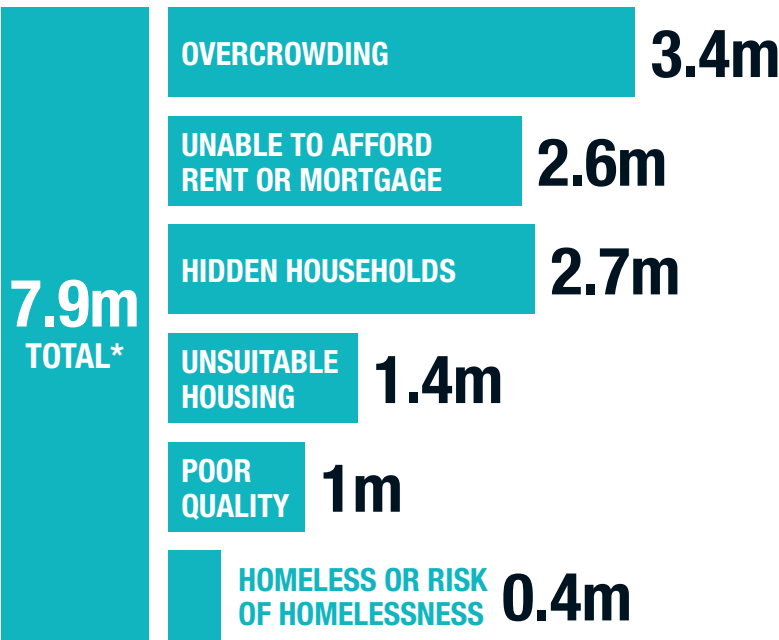 7.9m
TOTAL*
OVERCROWDING
3.4m
UNABLE TO AFFORD
RENT OR MORTGAGE
2.6m
HIDDEN HOUSEHOLDS
2.7m
UNSUITABLE
HOUSING
1.4m
POOR
QUALITY
1m
HOMELESS OR RISK
OF HOMELESSNESS
0.4m